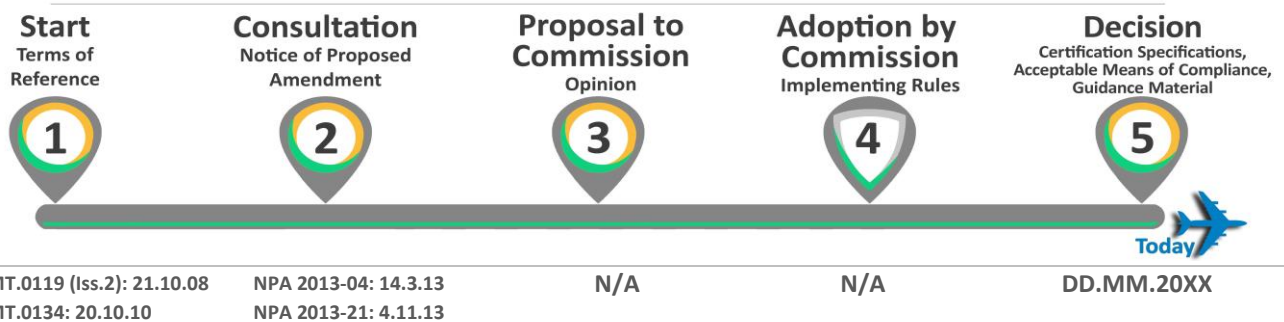 Start
Terms of
Reference
1
Consultation
Notice of Proposed
Amendment
2
Proposal to
Commission
Opinion
3
Adoption by
Commission
Implementing Rules
4
Decision
Certification Specifications,
Acceptable Means of Compliance,
Guidance Material
5
Today
MT.0119 (Iss.2): 21.10.08 NPA 2013-04: 14.3.13 N/A N/A DD.MM.20XX
MT.0134: 20.10.10 NPA 2013-21: 4.11.13